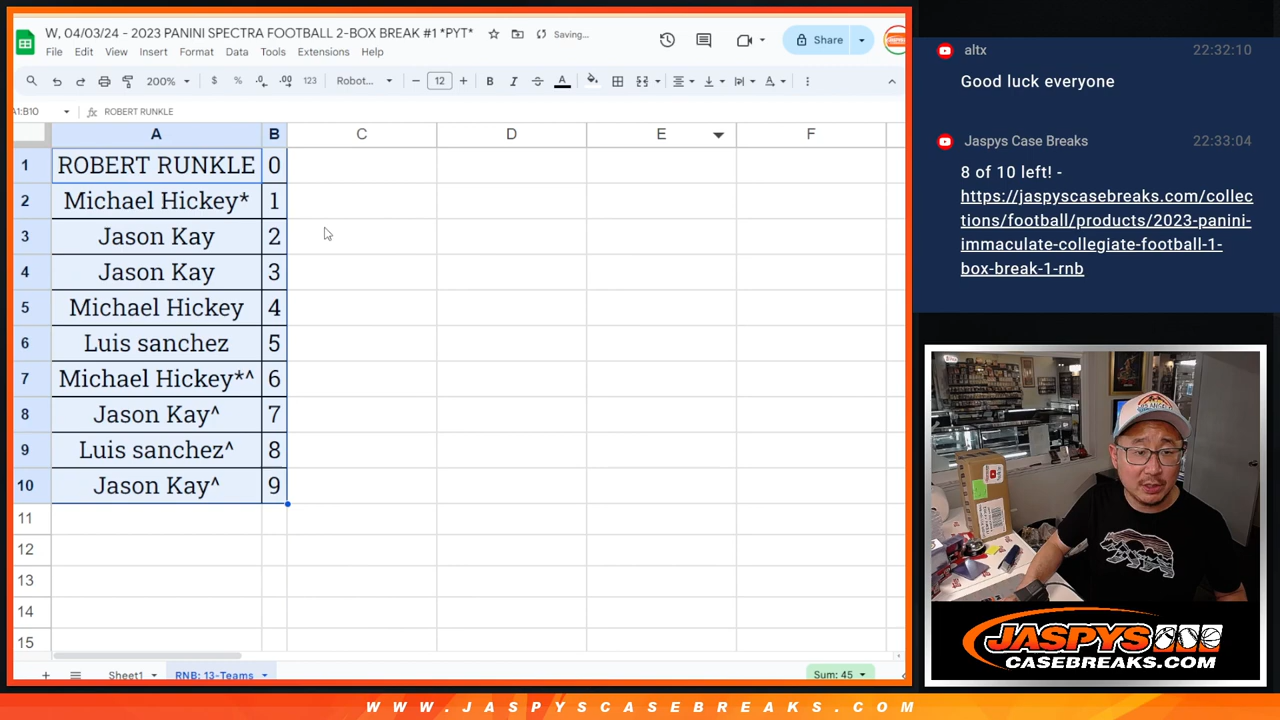 W, 04/03/24 - 2023 PANINI SPECTRA FOOTBALL 2-BOX BREAK #1 *PYT*
Saving...
File Edit View Insert Format Data Tools Extensions Help
Share
200% $ % .0 .00 123 Robot... 12 B I A
A1:B10 fx ROBERT RUNKLE
A B C D E F
1 ROBERT RUNKLE 0
2 Michael Hickey* 1
3 Jason Kay 2
4 Jason Kay 3
5 Michael Hickey 4
6 Luis sanchez 5
7 Michael Hickey*^ 6
8 Jason Kay^ 7
9 Luis sanchez^ 8
10 Jason Kay^ 9
11
12
13
14
15
Sheet1 RNB: 13-Teams Sum: 45
altx 22:32:10
Good luck everyone
Jaspys Case Breaks 22:33:04
8 of 10 left! -
https://jaspyscasebreaks.com/collec
tions/football/products/2023-panini-
immaculate-collegiate-football-1-
box-break-1-rnb
JASPYS
CASEBREAKS.COM
WWW.JASPYSCASEBREAKS.COM